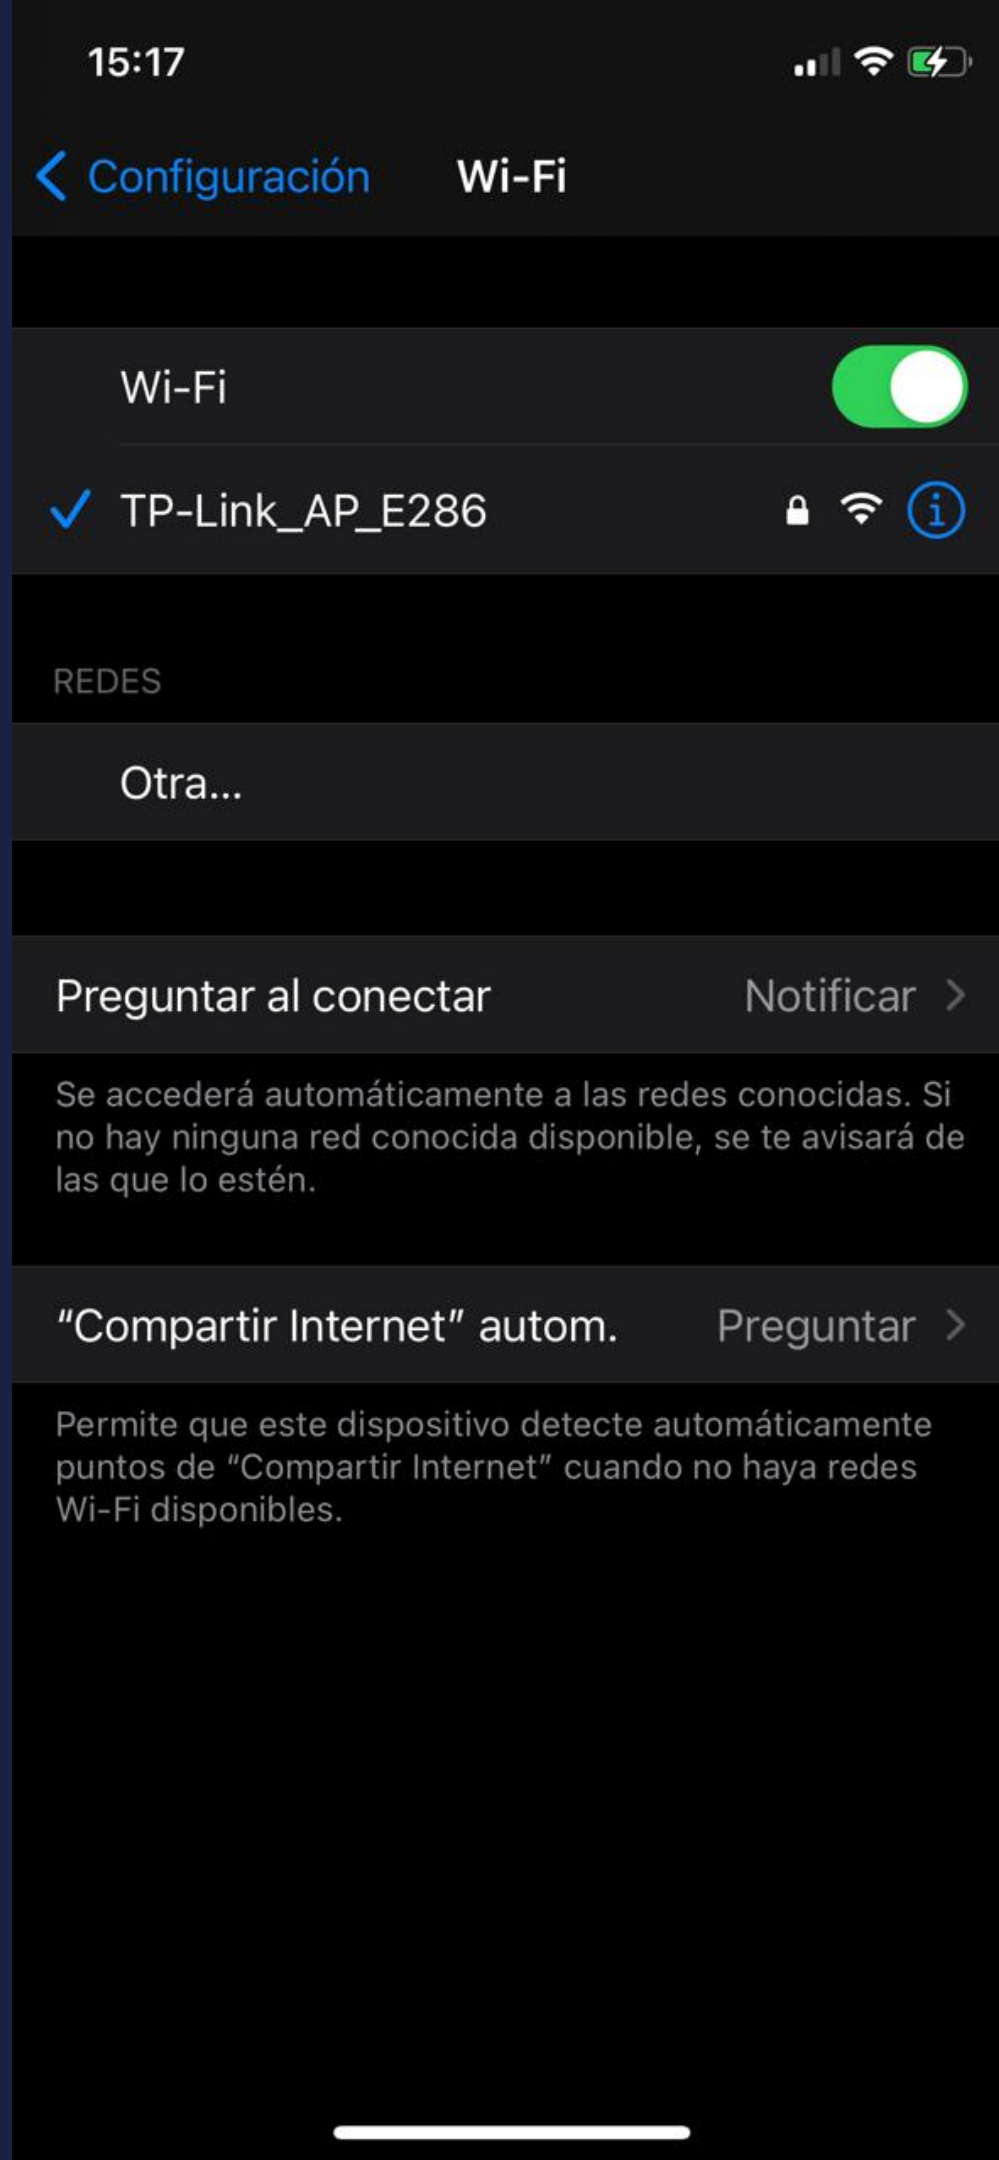 15:17
Configuración Wi-Fi
Wi-Fi
TP-Link_AP_E286
REDES
Otra...
Preguntar al conectar Notificar
Se accederá automáticamente a las redes conocidas. Si
no hay ninguna red conocida disponible, se te avisará de
las que lo estén.
“Compartir Internet” autom. Preguntar
Permite que este dispositivo detecte automáticamente
puntos de “Compartir Internet” cuando no haya redes
Wi-Fi disponibles.